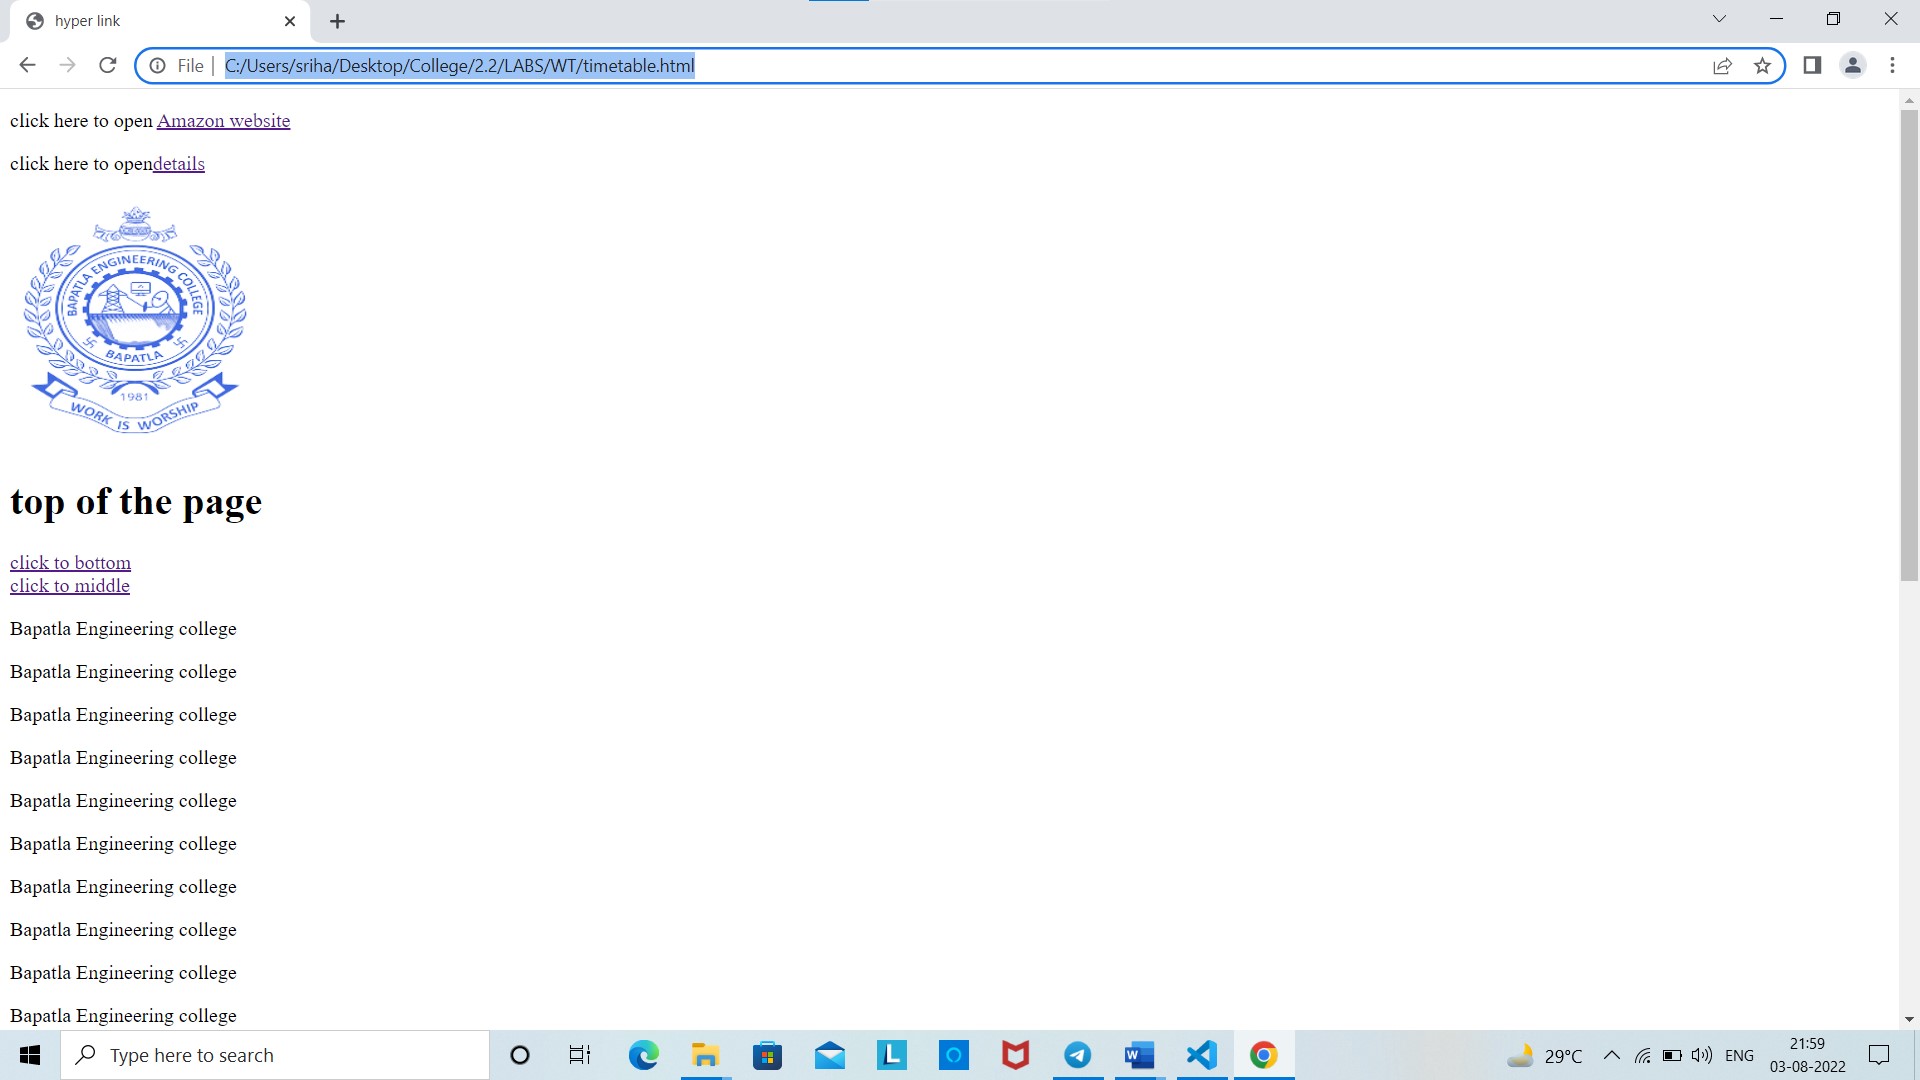 hyper link
File
C:/Users/sriha/Desktop/College/2.2/LABS/WT/timetable.html
click here to open Amazon website
click here to opendetails
BAPATLA ENGINEERING COLLEGE
BAPATLA
1981
WORK IS WORSHIP
top of the page
click to bottom
click to middle
Bapatla Engineering college
Bapatla Engineering college
Bapatla Engineering college
Bapatla Engineering college
Bapatla Engineering college
Bapatla Engineering college
Bapatla Engineering college
Bapatla Engineering college
Bapatla Engineering college
Bapatla Engineering college
Type here to search
29°C
ENG
21:59
03-08-2022